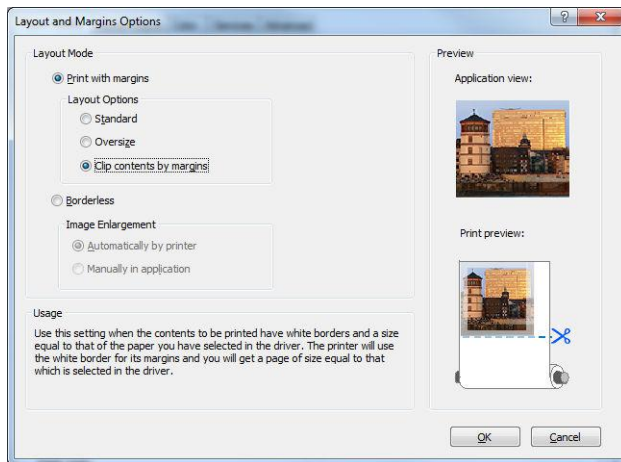 Layout and Margins Options
Layout Mode
Print with margins
Layout Options
Standard
Oversize
Clip contents by margins
Borderless
Image Enlargement
Automatically by printer
Manually in application
Usage
Use this setting when the contents to be printed have white borders and a size
equal to that of the paper you have selected in the driver. The printer will use
the white border for its margins and you will get a page of size equal to that
which is selected in the driver.
Preview
Application view:
Print preview:
OK
Cancel